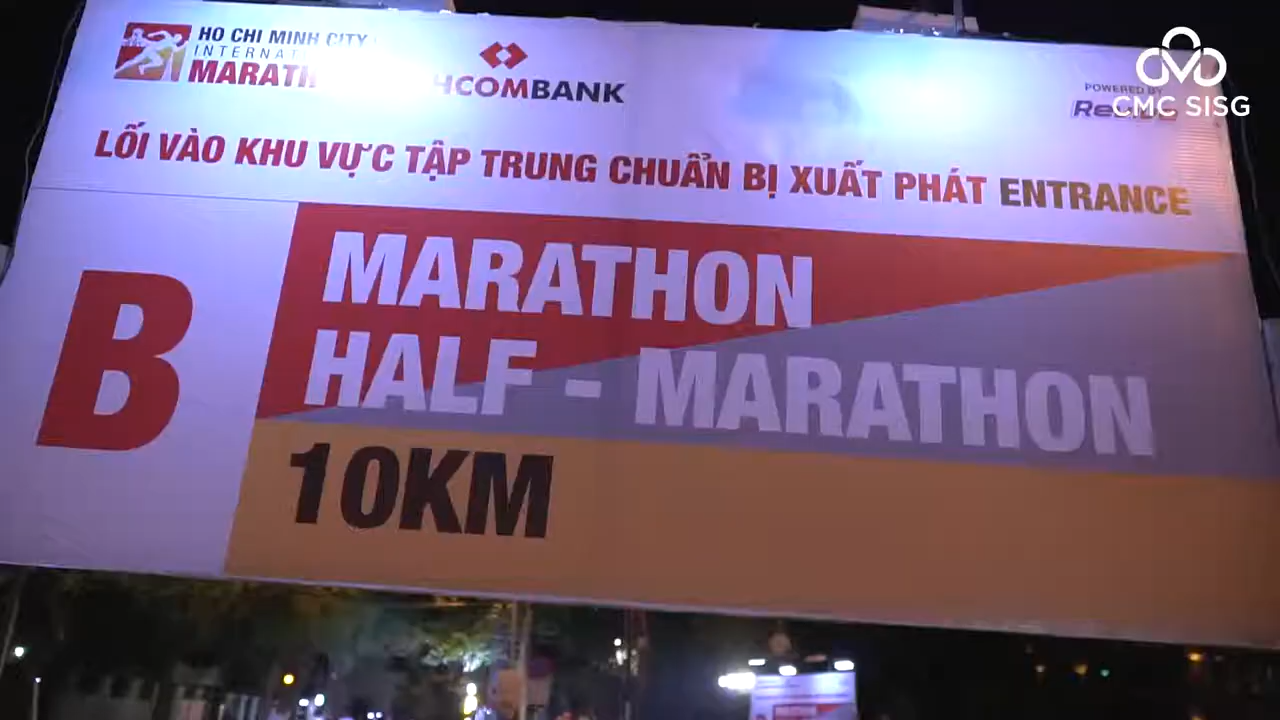 HO CHI MINH CITY
INTERNAT
MARATH
HCOMBANK
POWERED BY
CMC SISG
LỐI VÀO KHU VỰC TẬP TRUNG CHUẨN BỊ XUẤT PHÁT ENTRANCE
B
MARATHON
HALF - MARATHON
10KM